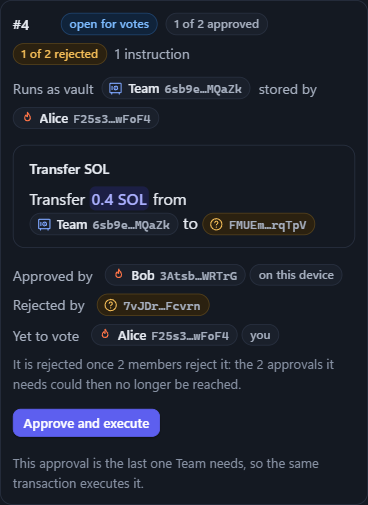 #4 open for votes 1 of 2 approved
1 of 2 rejected 1 instruction
Runs as vault Team 6sb9e…MQaZk stored by
Alice F25s3…wFoF4
Transfer SOL
Transfer 0.4 SOL from
Team 6sb9e…MQaZk to FMUEm…rqTpV
Approved by Bob 3Atsb…WRTrG on this device
Rejected by 7vJDr…Fcvrn
Yet to vote Alice F25s3…wFoF4 you
It is rejected once 2 members reject it: the 2 approvals it
needs could then no longer be reached.
Approve and execute
This approval is the last one Team needs, so the same
transaction executes it.